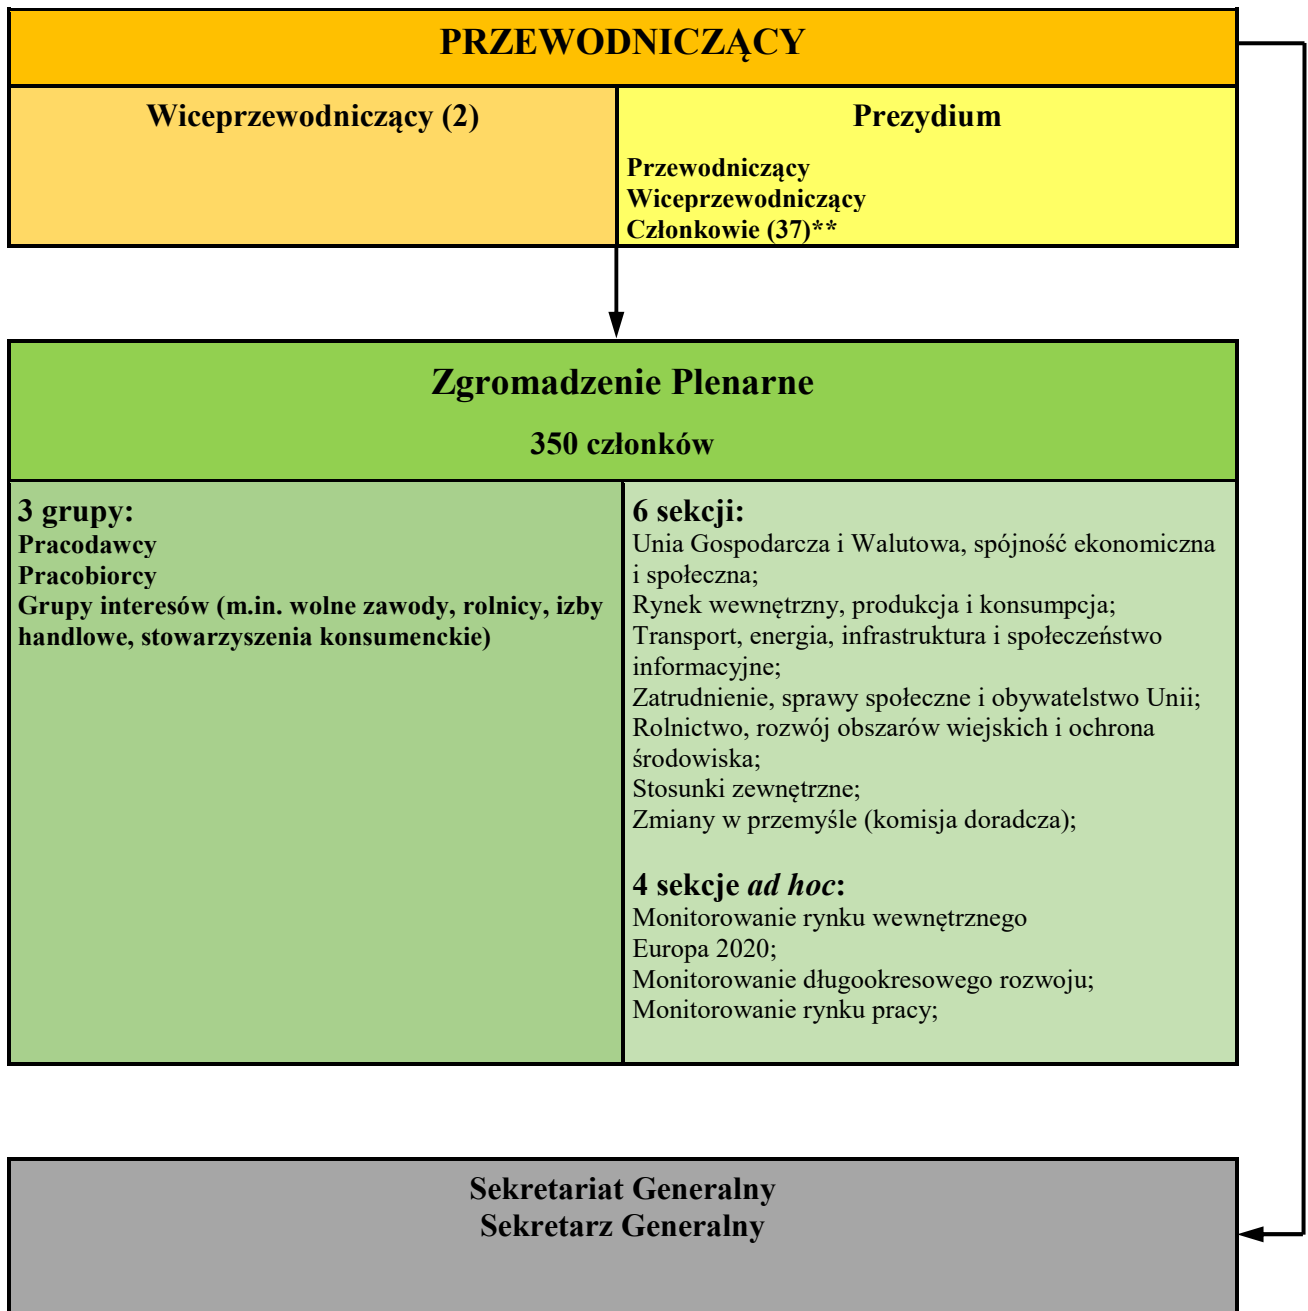 PRZEWODNICZĄCY
Wiceprzewodniczący (2)
Prezydium
Przewodniczący
Wiceprzewodniczący
Członkowie (37)**
Zgromadzenie Plenarne
350 członków
3 grupy:
Pracodawcy
Pracobiorcy
Grupy interesów (m.in. wolne zawody, rolnicy, izby
handlowe, stowarzyszenia konsumenckie)
6 sekcji:
Unia Gospodarcza i Walutowa, spójność ekonomiczna
i społeczna;
Rynek wewnętrzny, produkcja i konsumpcja;
Transport, energia, infrastruktura i społeczeństwo
informacyjne;
Zatrudnienie, sprawy społeczne i obywatelstwo Unii;
Rolnictwo, rozwój obszarów wiejskich i ochrona
środowiska;
Stosunki zewnętrzne;
Zmiany w przemyśle (komisja doradcza);
4 sekcje ad hoc:
Monitorowanie rynku wewnętrznego
Europa 2020;
Monitorowanie długookresowego rozwoju;
Monitorowanie rynku pracy;
Sekretariat Generalny
Sekretarz Generalny